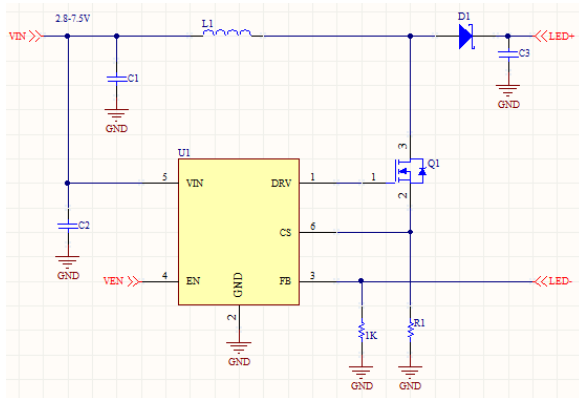 2.8-7.5V
L1
D1
VIN
LED+
C1
C3
GND
GND
U1
3
Q1
5
VIN
DRV
1
1
2
C2
CS
6
GND
VEN
4
EN
GND
FB
3
LED-
2
1K
R1
GND
GND
GND